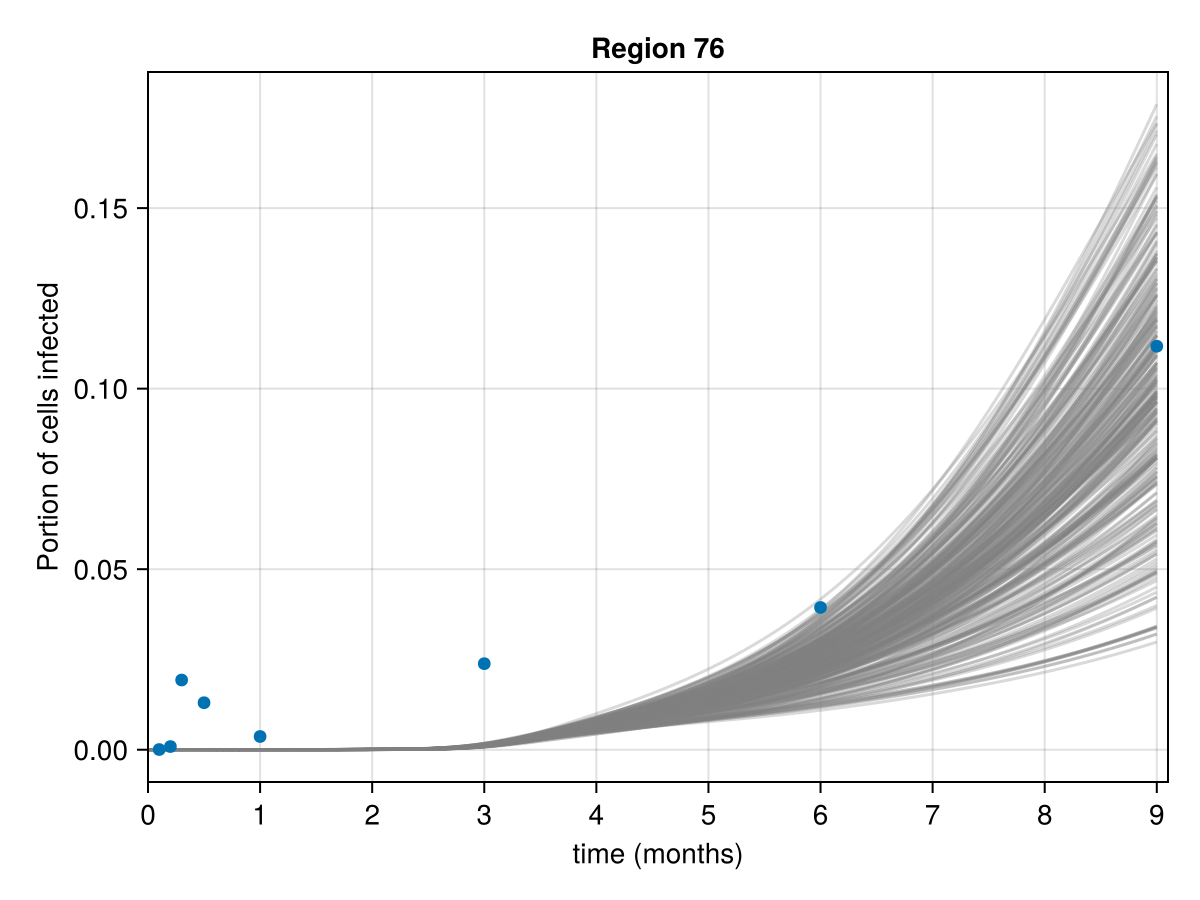 Region 76
Portion of cells infected
0.15
0.10
0.05
0.00
0 1 2 3 4 5 6 7 8 9
time (months)